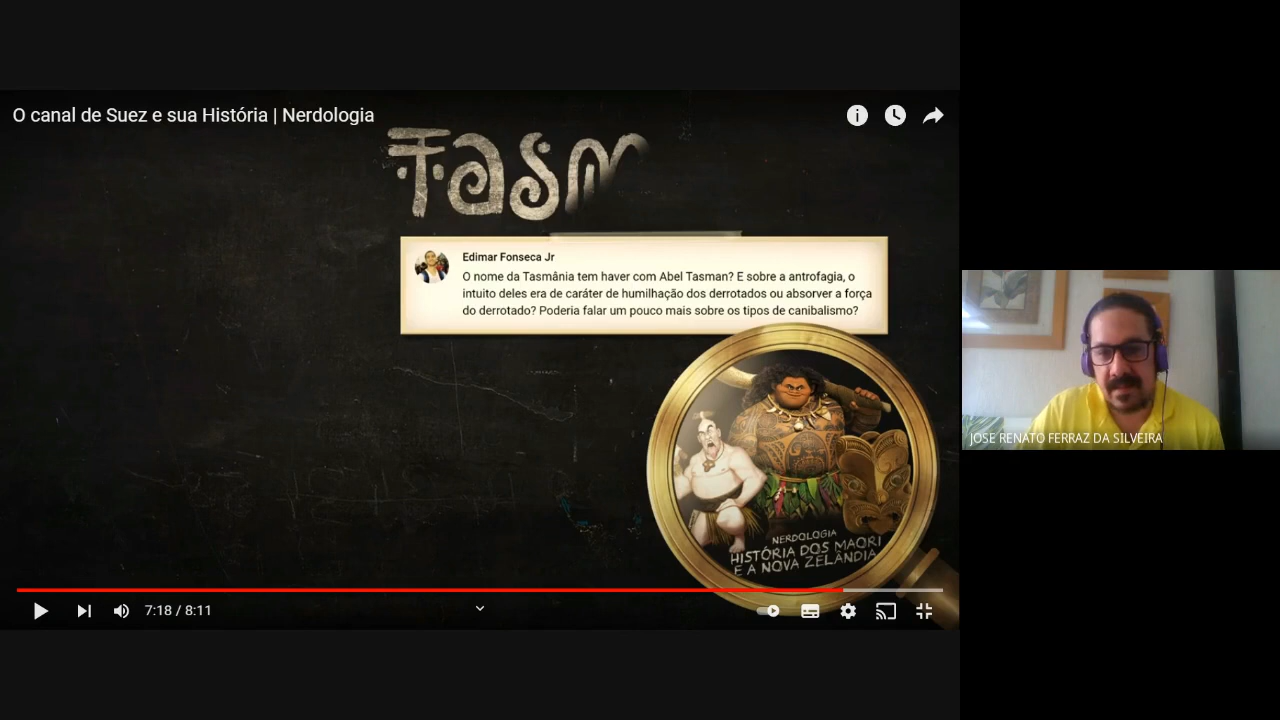 O canal de Suez e sua História | Nerdologia
Tasm
Edimar Fonseca Jr
O nome da Tasmânia tem haver com Abel Tasman? E sobre a antrofagia, o
intuito deles era de caráter de humilhação dos derrotados ou absorver a força
do derrotado? Poderia falar um pouco mais sobre os tipos de canibalismo?
NERDOLOGIA
HISTÓRIA DOS MAORI
E A NOVA ZELÂNDIA
JOSE RENATO FERRAZ DA SILVEIRA
7:18 / 8:11